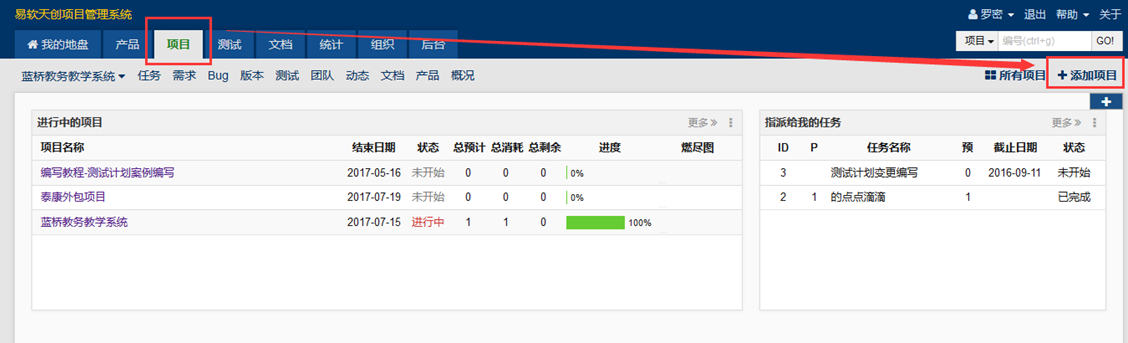 易软天创项目管理系统
罗密 退出 帮助 关于
我的地盘 产品 项目 测试 文档 统计 组织 后台
项目 编号(ctrl+g) GO!
蓝桥教务教学系统 任务 需求 Bug 版本 测试 团队 动态 文档 产品 概况
所有项目 添加项目
进行中的项目 更多
项目名称 结束日期 状态 总预计 总消耗 总剩余 进度 燃尽图
编写教程-测试计划案例编写 2017-05-16 未开始 0 0 0 0%
泰康外包项目 2017-07-19 未开始 0 0 0 0%
蓝桥教务教学系统 2017-07-15 进行中 1 1 0 100%
指派给我的任务 更多
ID P 任务名称 预 截止日期 状态
3 测试计划变更编写 0 2016-09-11 未开始
2 1 的点点滴滴 1 已完成